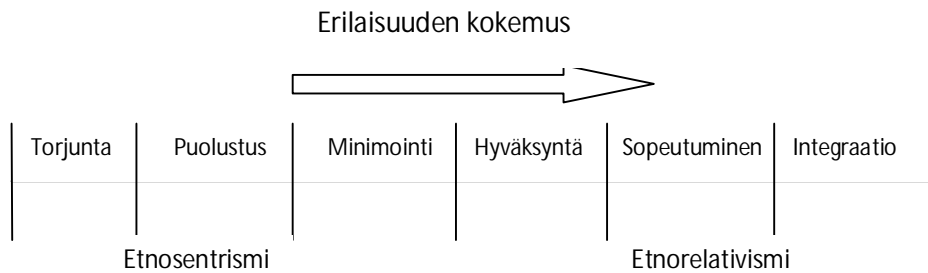 Erilaisuuden kokemus
Torjunta Puolustus Minimointi Hyväksyntä Sopeutuminen Integraatio
Etnosentrismi Etnorelativismi